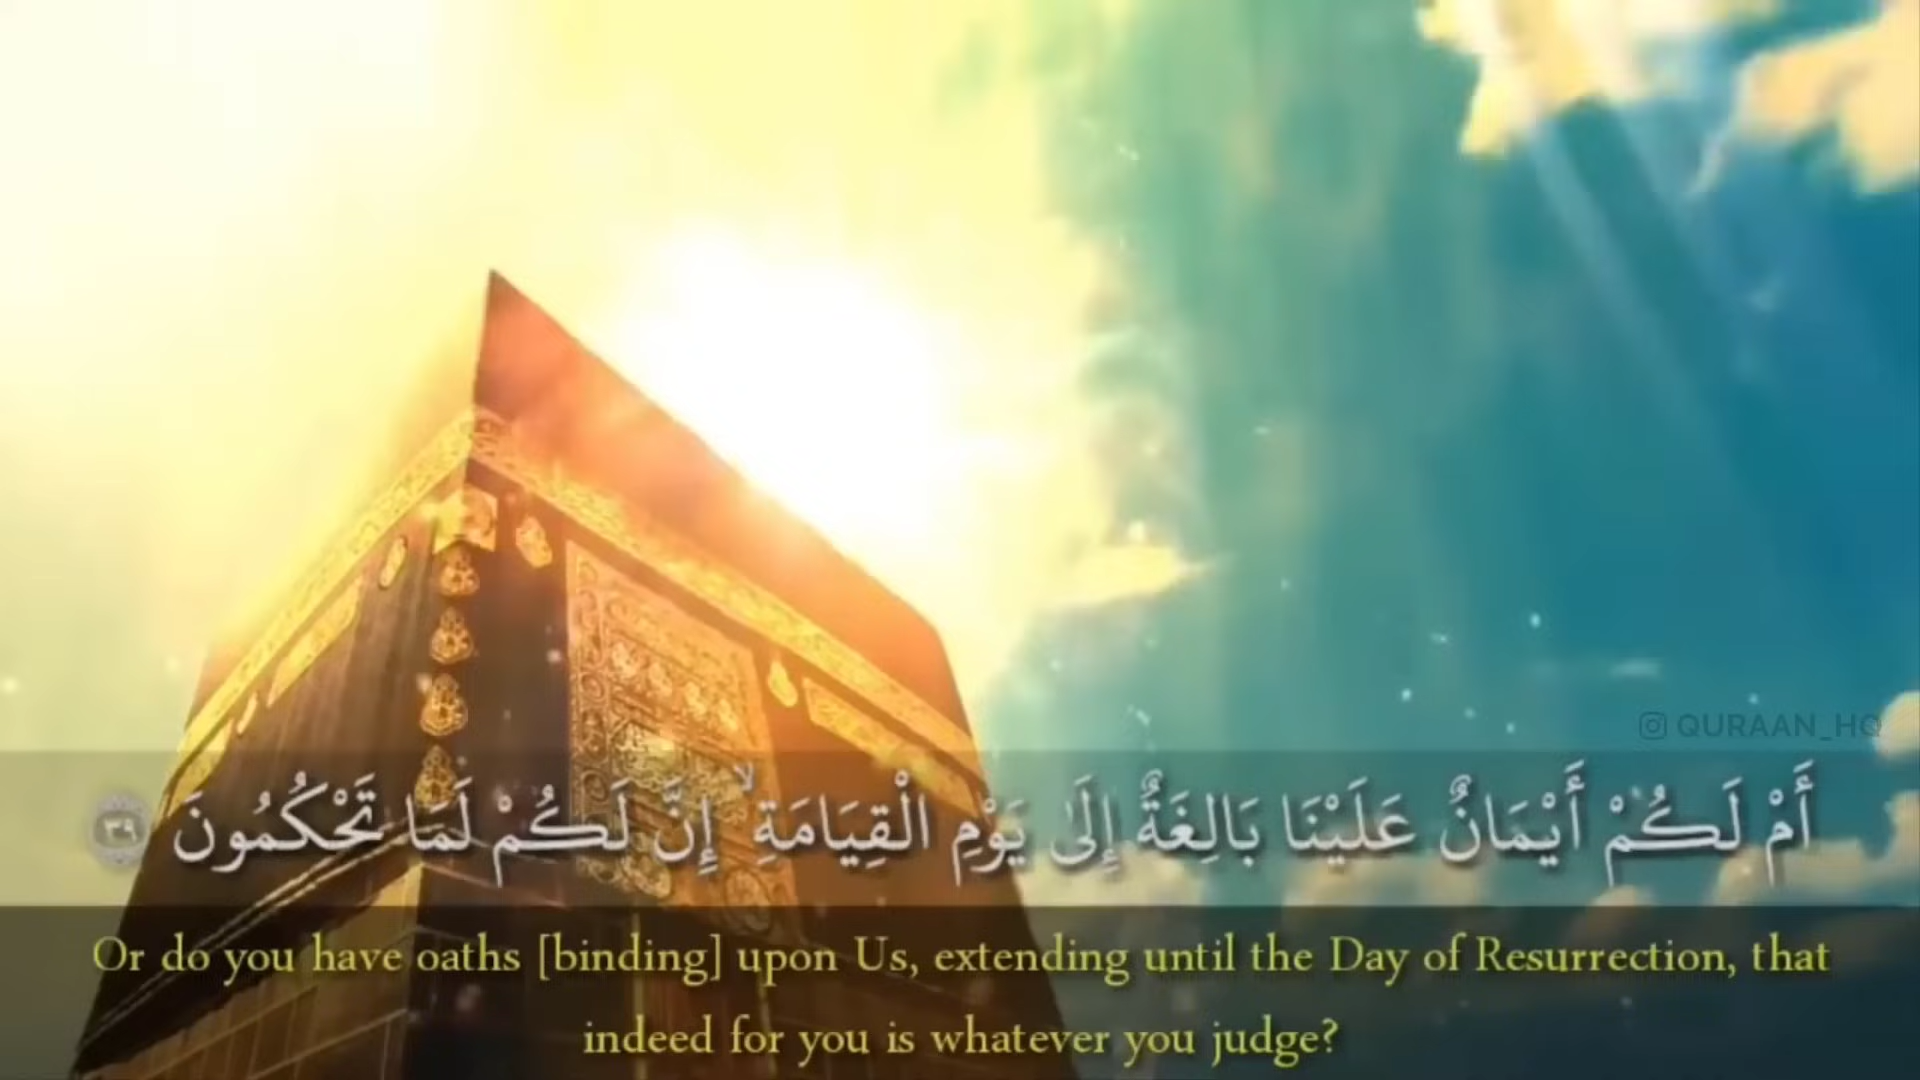 QURAAN_HQ
أَمْ لَكُمْ أَيْمَانٌ عَلَيْنَا بَالِغَةٌ إِلَىٰ يَوْمِ الْقِيَامَةِ ۙ إِنَّ لَكُمْ لَمَا تَحْكُمُونَ ٣٩
Or do you have oaths [binding] upon Us, extending until the Day of Resurrection, that
indeed for you is whatever you judge?